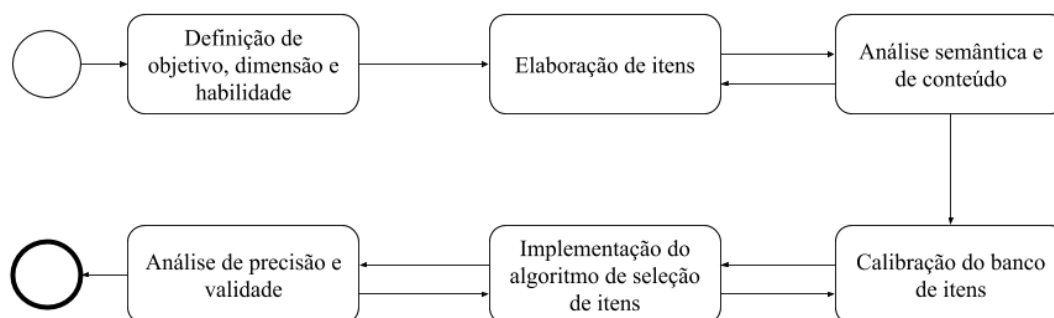 Definição de
objetivo, dimensão e
habilidade
Elaboração de itens
Análise semântica e
de conteúdo
Análise de precisão e
validade
Implementação do
algoritmo de seleção
de itens
Calibração do banco
de itens